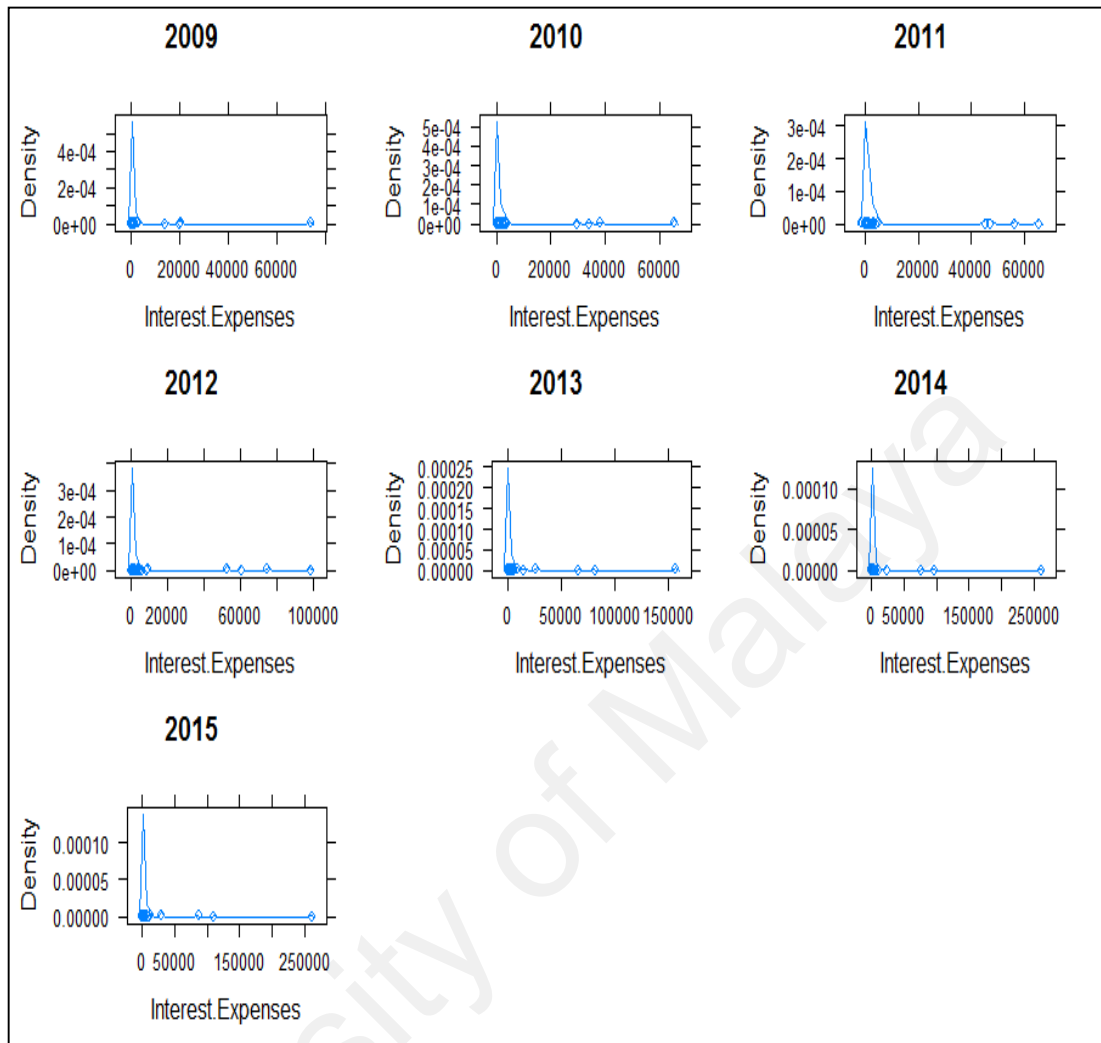 2009 2010 2011
Density Density Density
4e-04 5e-04 3e-04
4e-04
2e-04 3e-04 2e-04
2e-04 1e-04
1e-04
0e+00 0e+00 0e+00
0 20000 40000 60000 0 20000 40000 60000 0 20000 40000 60000
Interest.Expenses Interest.Expenses Interest.Expenses
2012 2013 2014
Density Density Density
3e-04 0.00025 0.00010
2e-04 0.00020
0.00015 0.00005
1e-04 0.00010
0.00005
0e+00 0.00000 0.00000
0 20000 60000 100000 0 50000 100000 150000 0 50000 150000 250000
Interest.Expenses Interest.Expenses Interest.Expenses
2015
Density
0.00010
0.00005
0.00000
0 50000 150000 250000
Interest.Expenses
sity of Malaya